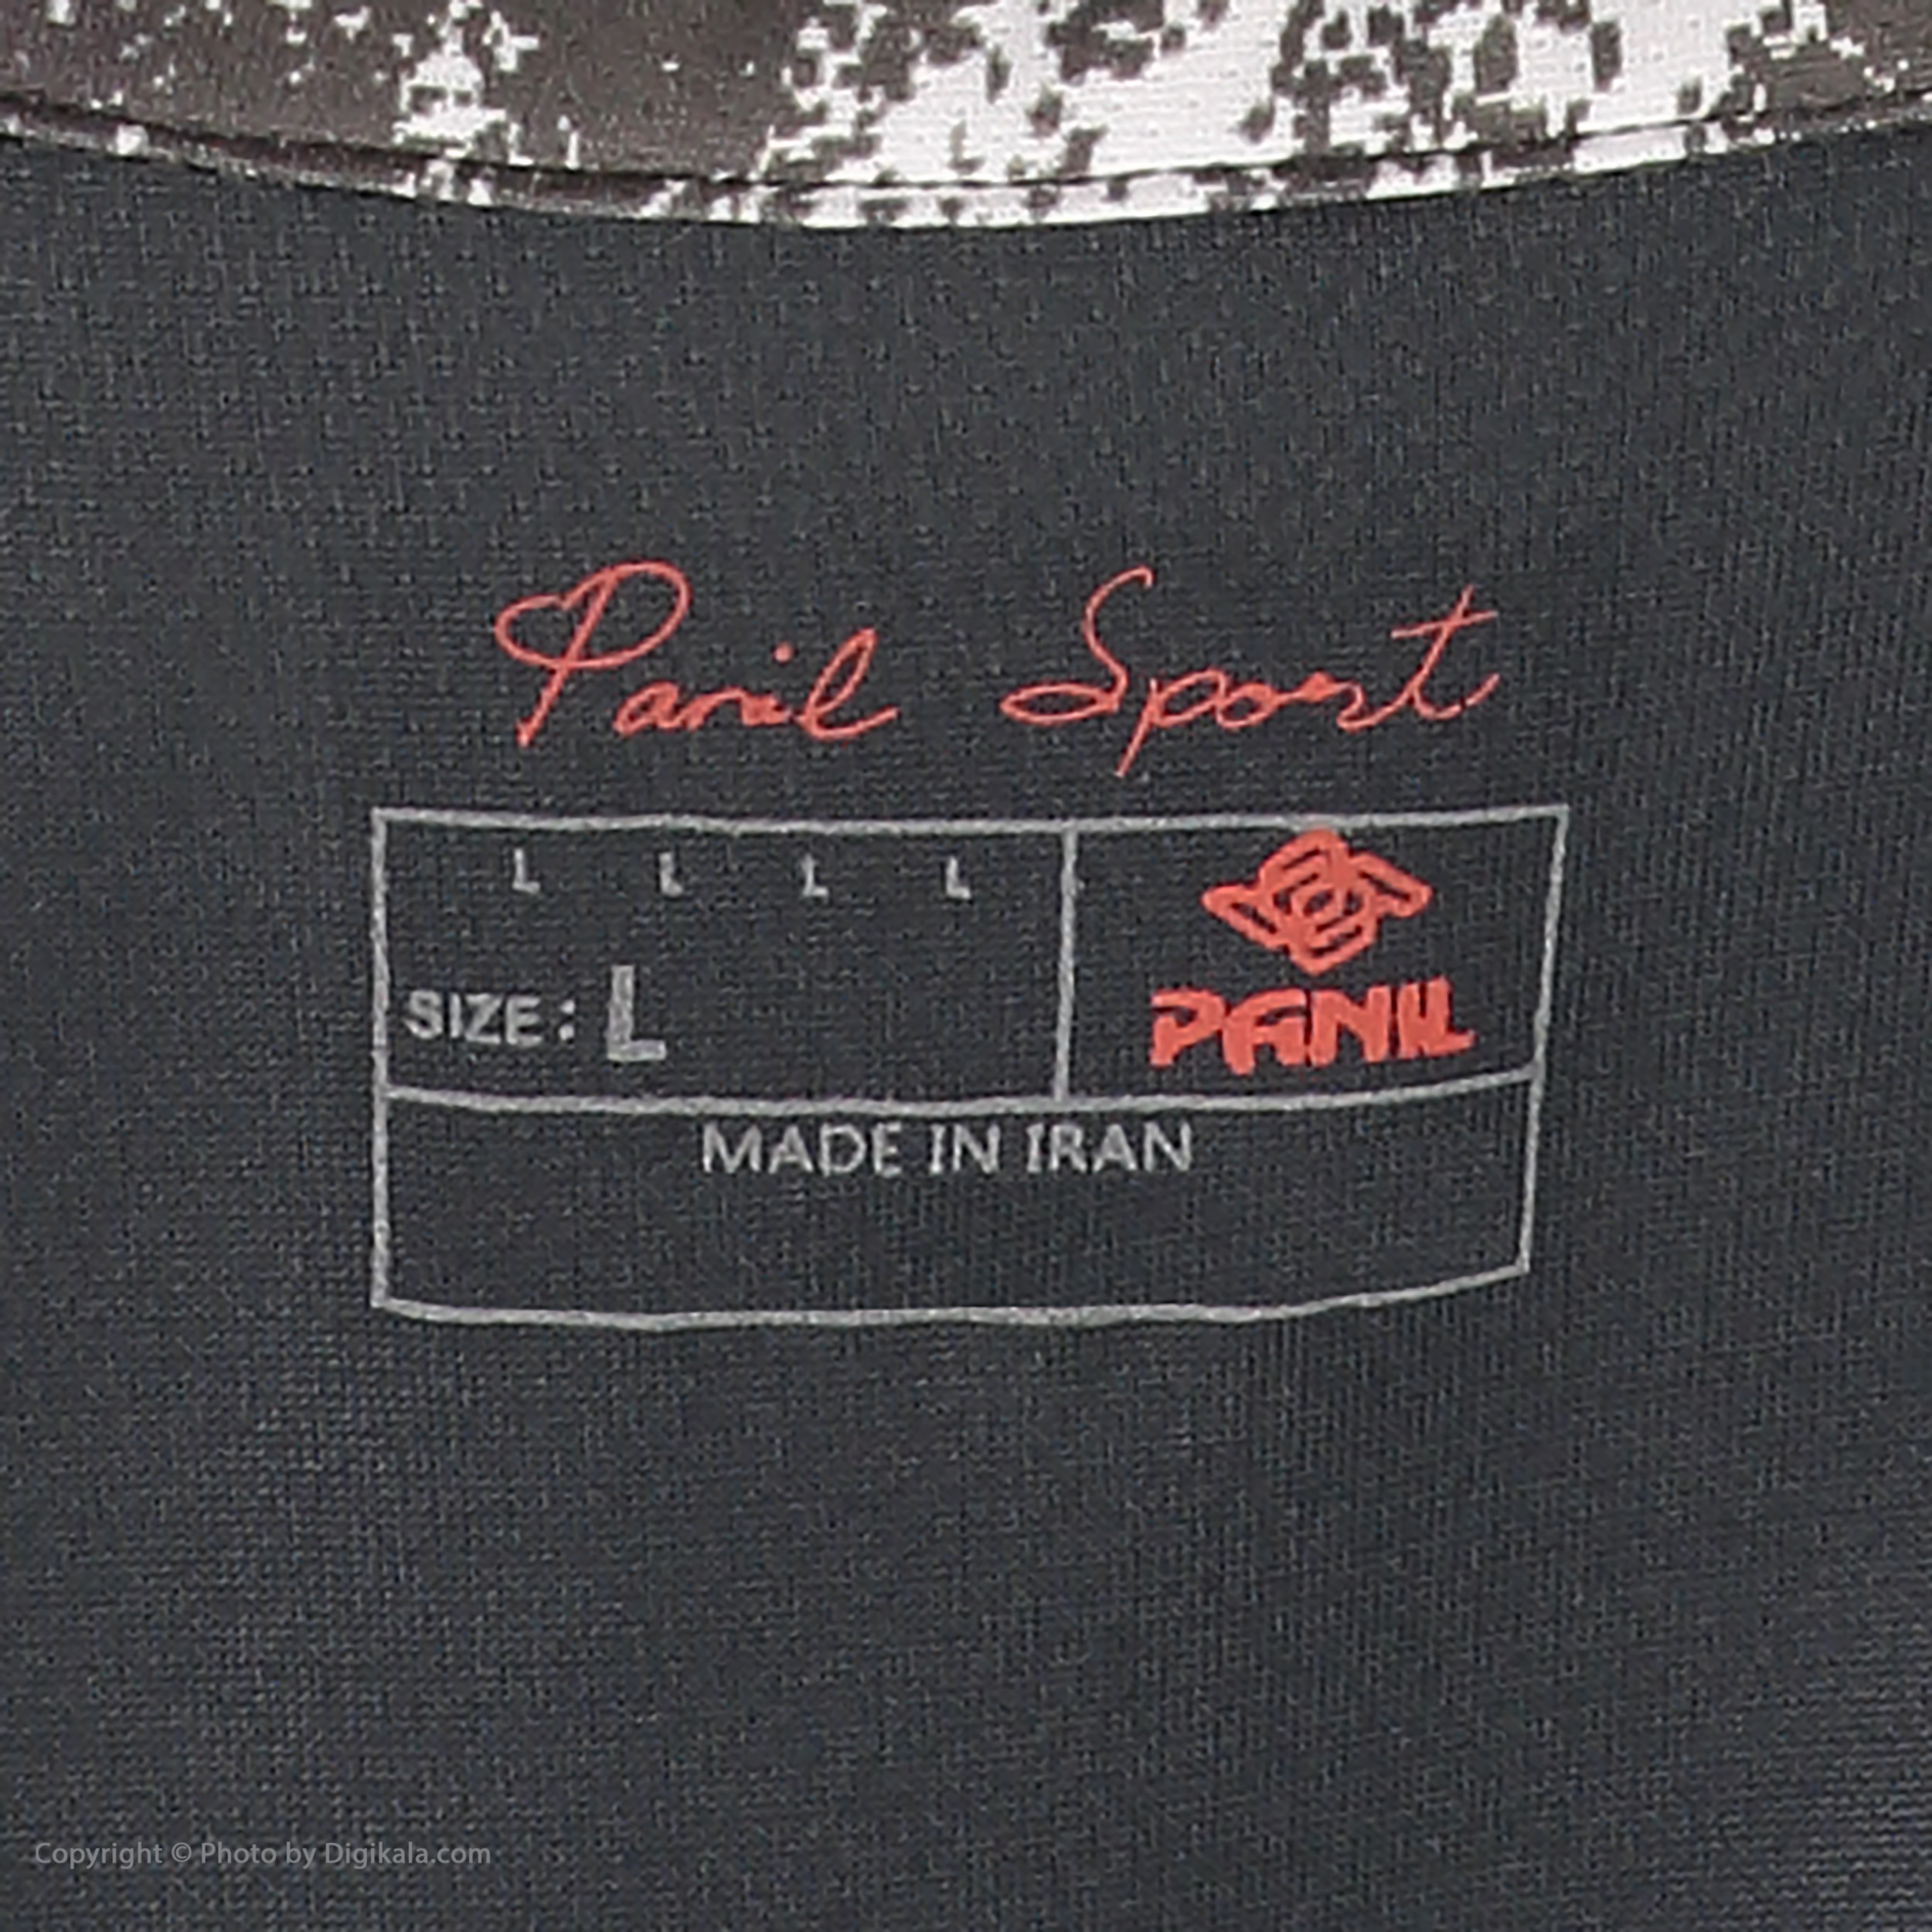 Panil Sport
L L L L
SIZE: L
PANIL
MADE IN IRAN
Copyright © Photo by Digikala.com